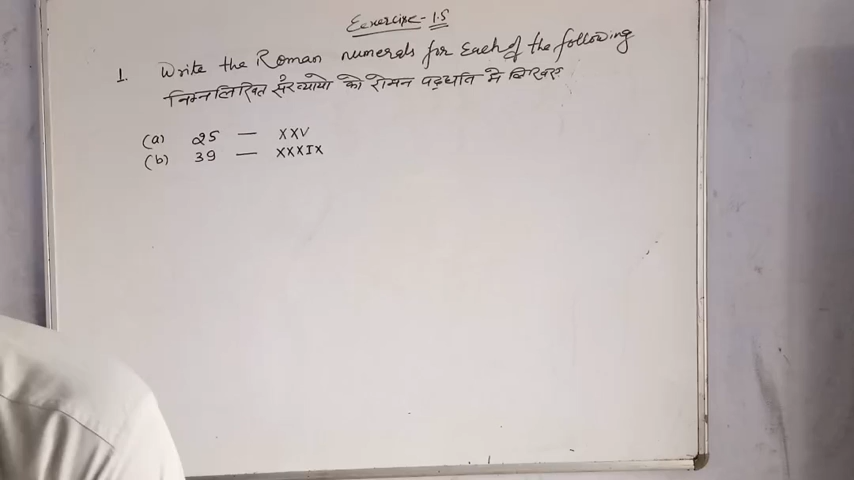 Exercise - 1.5
1. Write the Roman numerals for Each of the following
निम्नलिखित संख्यायो को रोमन पद्धति मे लिखिए
(a) 25 — XXV
(b) 39 — XXXIX